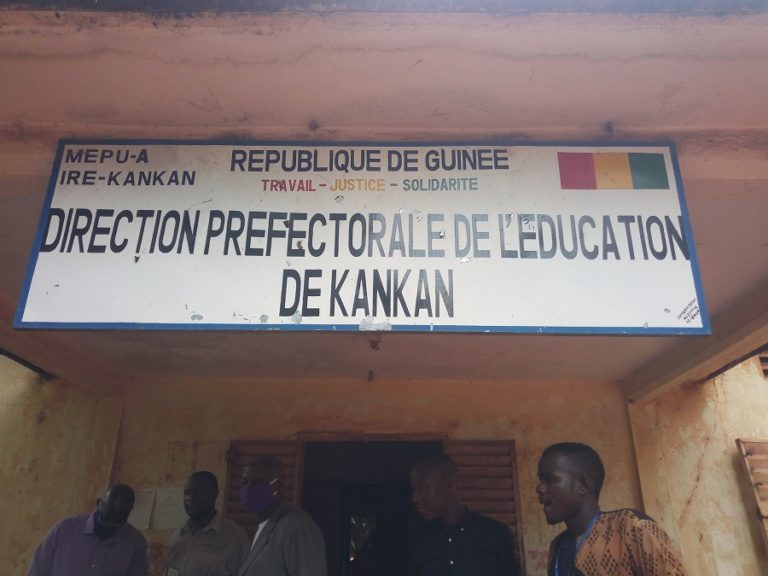 MEPU-A
IRE-KANKAN
REPUBLIQUE DE GUINEE
TRAVAIL - JUSTICE - SOLIDARITE
DIRECTION PREFECTORALE DE L'EDUCATION
DE KANKAN